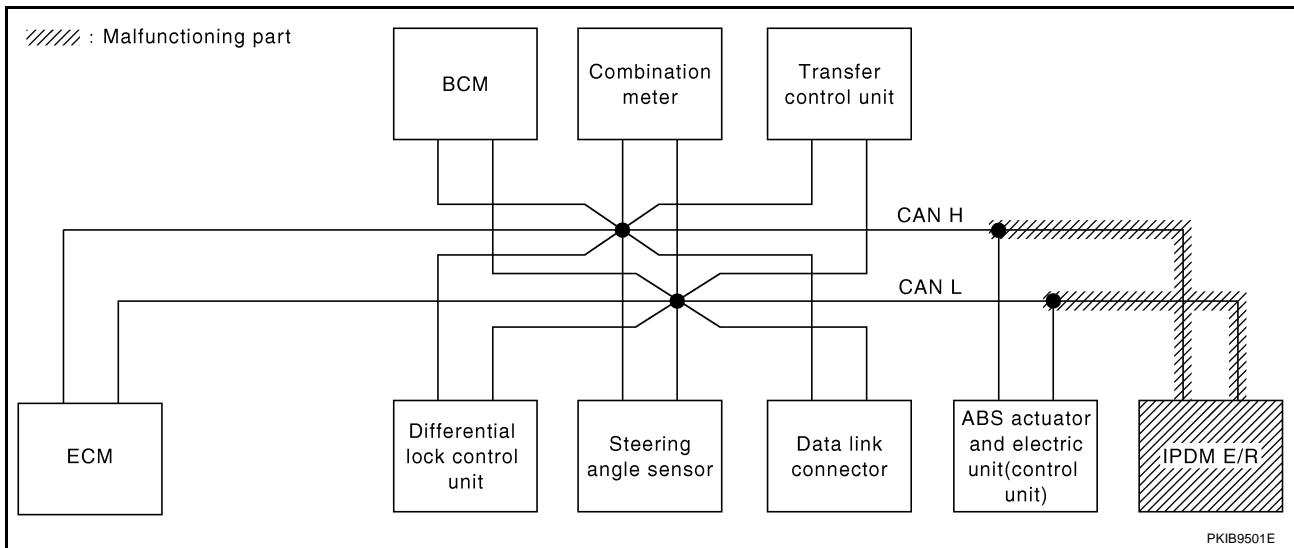 : Malfunctioning part
BCM
Combination
meter
Transfer
control unit
CAN H
CAN L
ECM
Differential
lock control
unit
Steering
angle sensor
Data link
connector
ABS actuator
and electric
unit(control
unit)
IPDM E/R
PKIB9501E